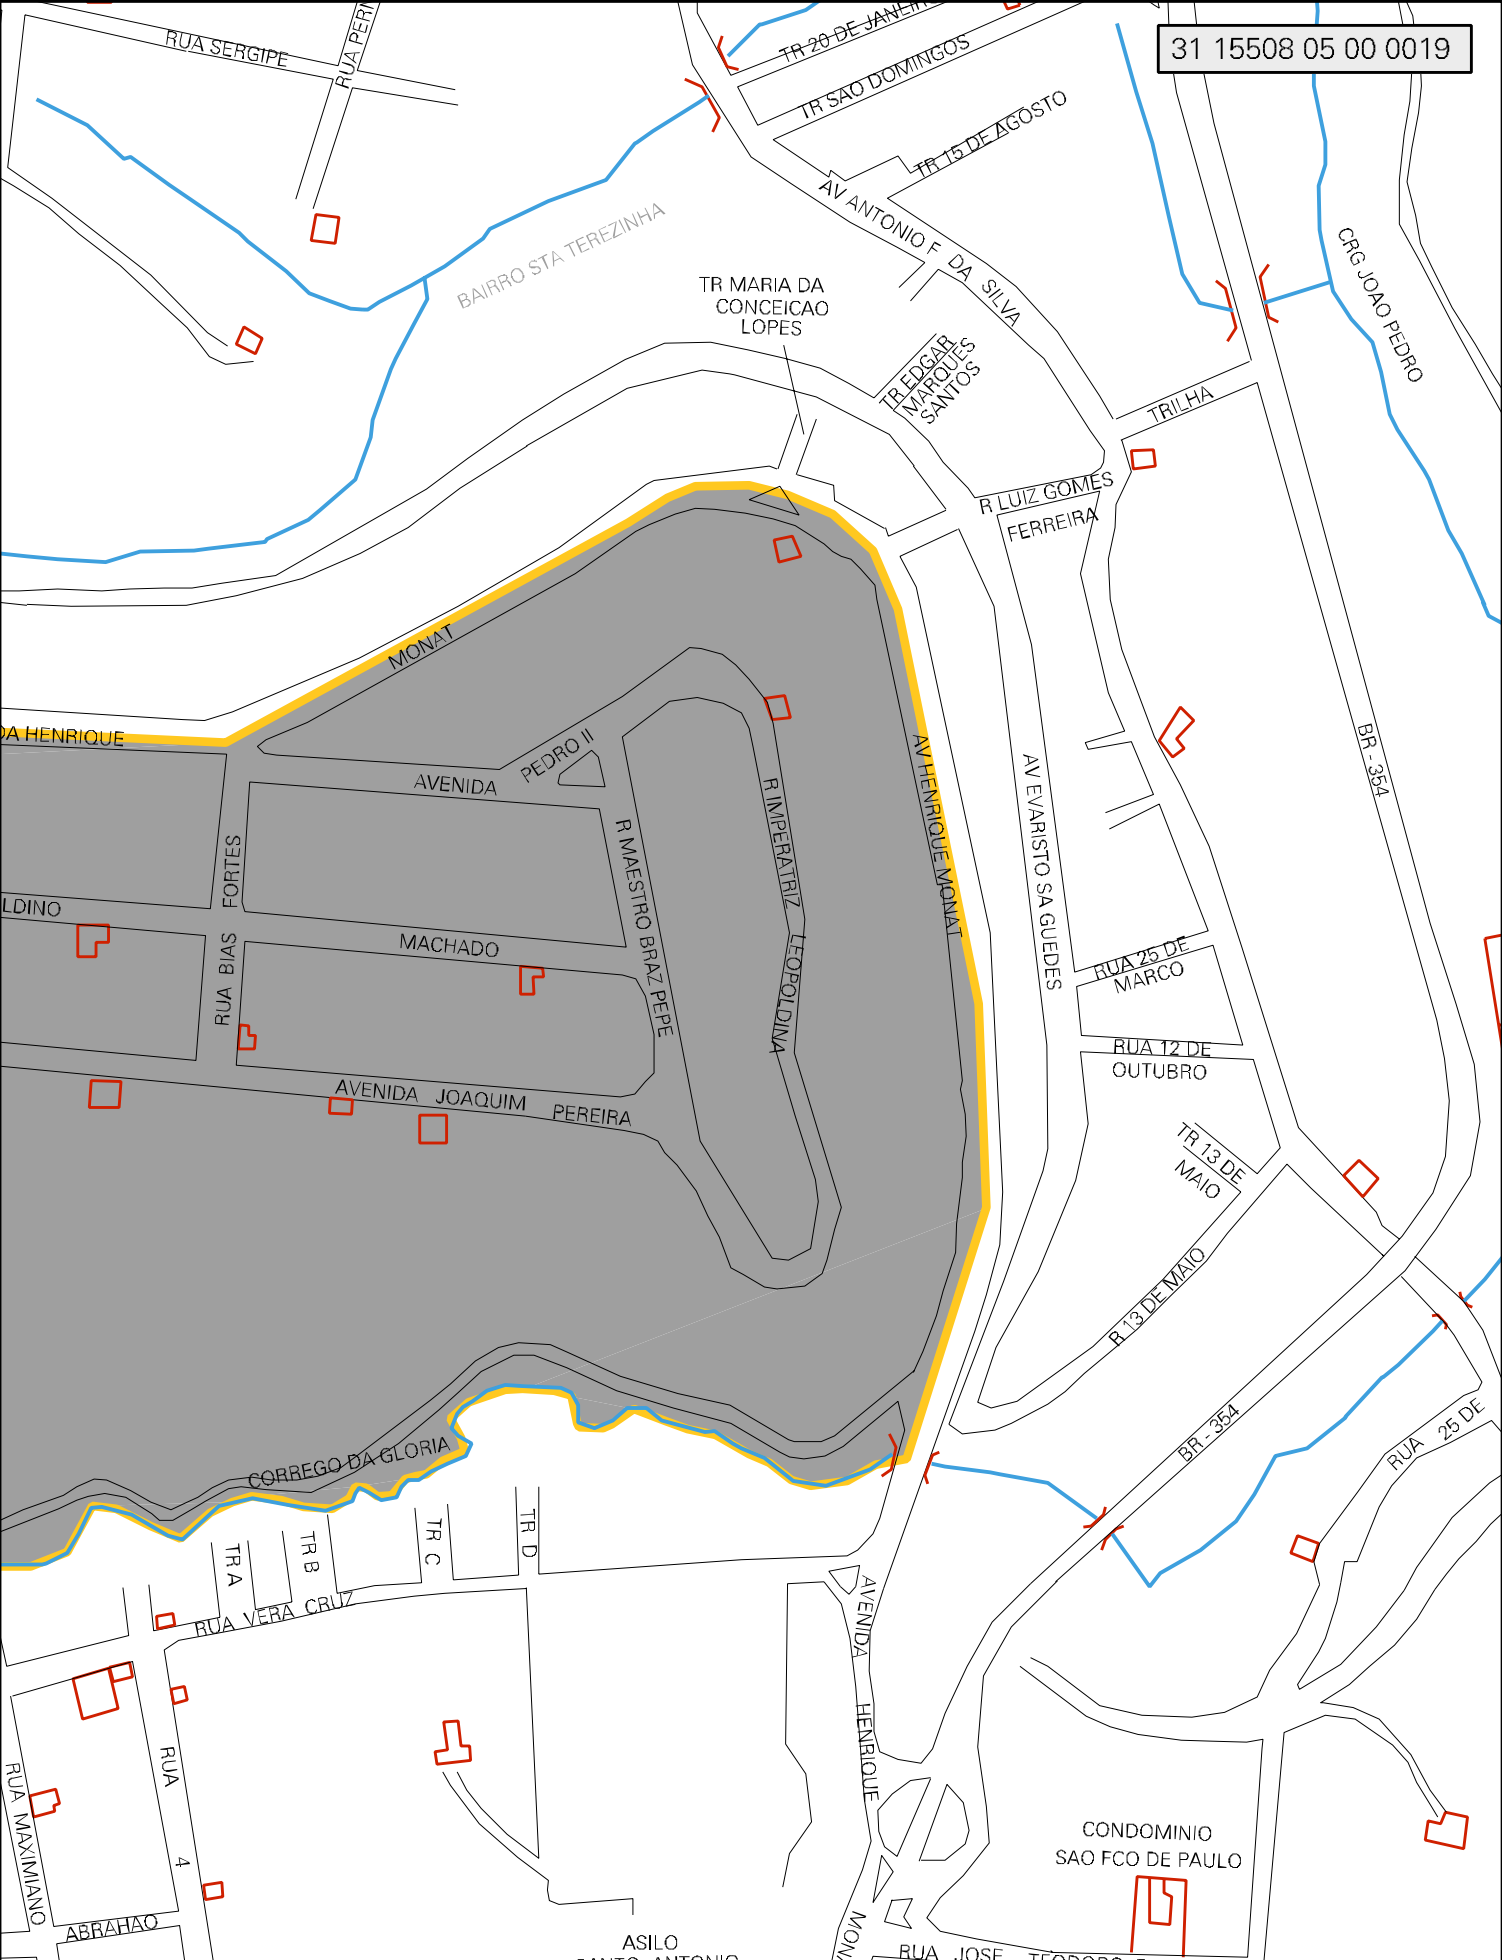 31 15508 05 00 0019
RUA SERGIPE
TR SAO DOMINGOS
TR 15 DE AGOSTO
BAIRRO STA TEREZINHA
AV ANTONIO F DA SILVA
CRG JOAO PEDRO
TR MARIA DA
CONCEICAO
LOPES
TR EDGAR
MARQUES
SANTOS
TRILHA
R LUIZ GOMES
FERREIRA
MONAT
DA HENRIQUE
AVENIDA
PEDRO II
BR - 354
AV HENRIQUE MONAT
AV EVARISTO SA GUEDES
R IMPERATRIZ LEOPOLDINA
R MAESTRO BRAZ PEPE
RUA BIAS FORTES
LDINO
MACHADO
RUA 25 DE
MARCO
RUA 12 DE
OUTUBRO
AVENIDA JOAQUIM PEREIRA
TR 13 DE
MAIO
R 13 DE MAIO
BR - 354
RUA 25 DE
CORREGO DA GLORIA
TR A
TR B
TR C
TR D
RUA VERA CRUZ
AVENIDA HENRIQUE
RUA 4
RUA MAXIMIANO
ABRAHAO
CONDOMINIO
SAO FCO DE PAULO
ASILO
RUA JOSE